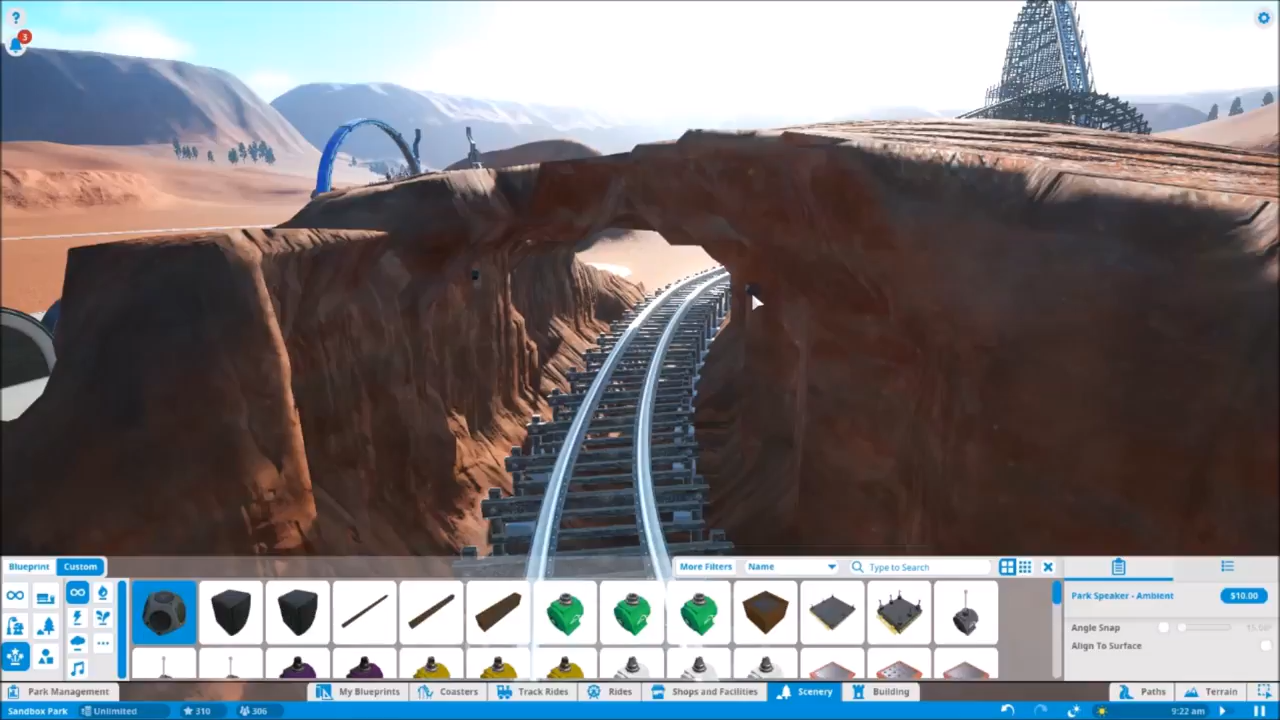 ?
3
Blueprint Custom More Filters Name Type to Search
Park Speaker - Ambient $10.00
Angle Snap
Align To Surface
Park Management My Blueprints Coasters Track Rides Rides Shops and Facilities Scenery Building Paths Terrain
Sandbox Park Unlimited 310 306 9:22 am